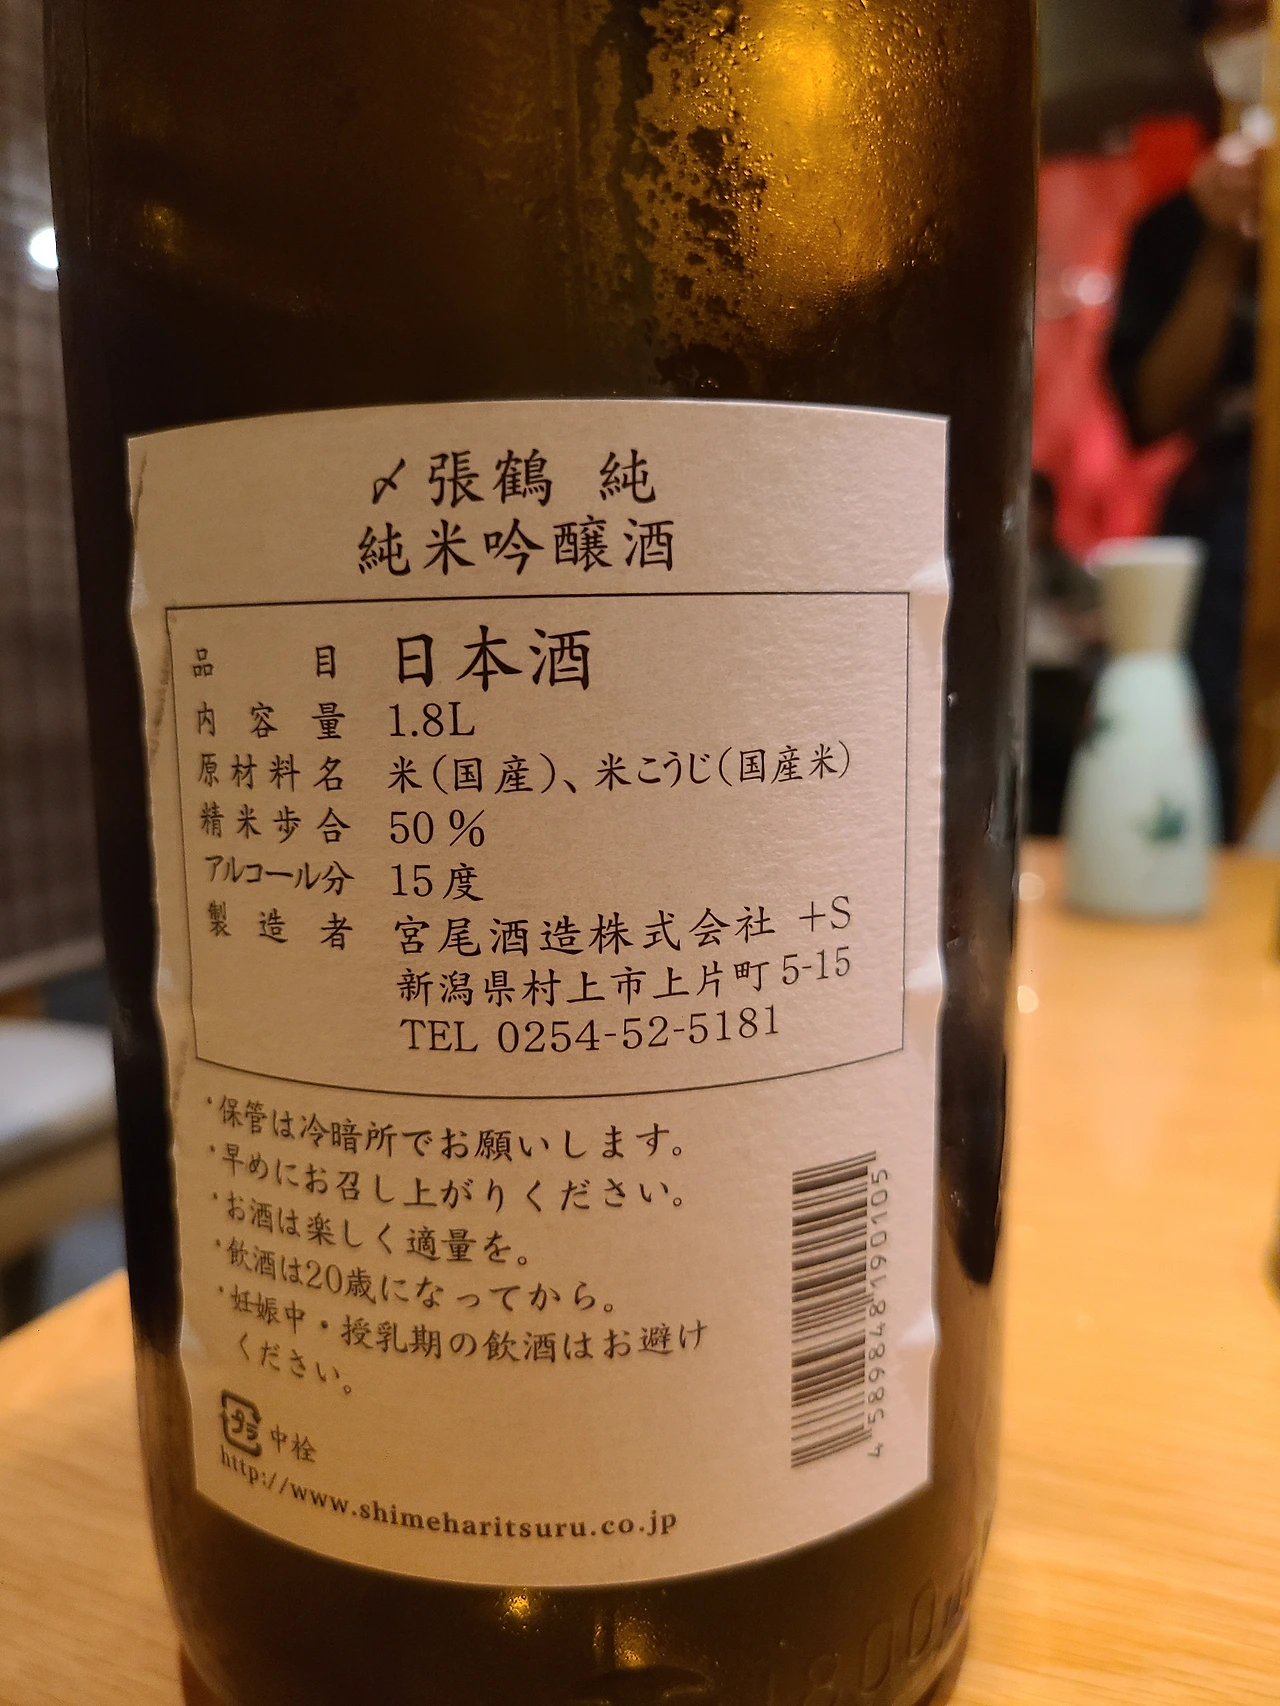 〆張鶴 純
純米吟醸酒
品目 日本酒
内容量 1.8L
原材料名 米(国産)、米こうじ(国産米)
精米歩合 50%
アルコール分 15度
製造者 宮尾酒造株式会社 +S
新潟県村上市上片町5-15
TEL 0254-52-5181
・保管は冷暗所でお願いします。
・早めにお召し上がりください。
・お酒は楽しく適量を。
・飲酒は20歳になってから。
・妊娠中・授乳期の飲酒はお避け
ください。
プラ 中栓
http://www.shimeharitsuru.co.jp
4589848190105
1800